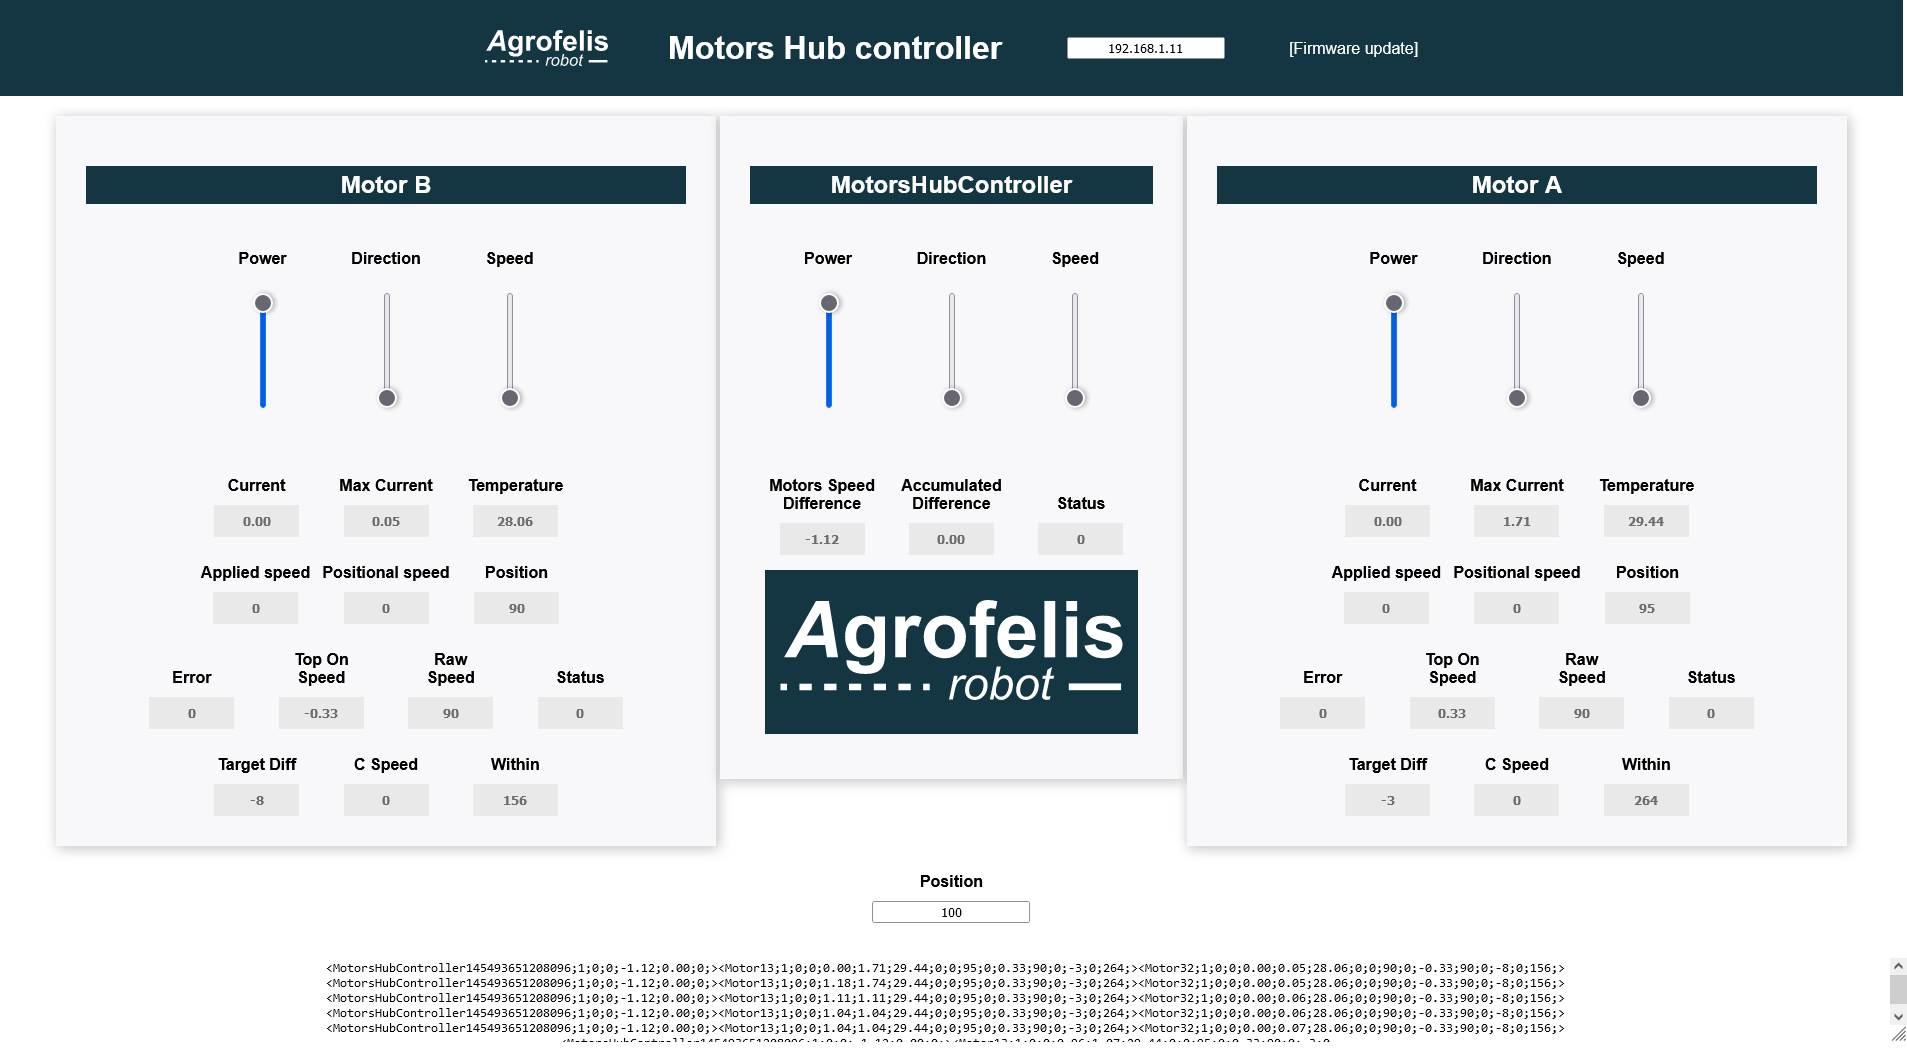 Agrofelis
robot
Motors Hub controller
192.168.1.11
[Firmware update]
Motor B
Power Direction Speed
Current Max Current Temperature
0.00 0.05 28.06
Applied speed Positional speed Position
0 0 90
Error Top On Speed Raw Speed Status
0 -0.33 90 0
Target Diff C Speed Within
-8 0 156
MotorsHubController
Power Direction Speed
Motors Speed Difference Accumulated Difference Status
-1.12 0.00 0
Agrofelis
robot
Motor A
Power Direction Speed
Current Max Current Temperature
0.00 1.71 29.44
Applied speed Positional speed Position
0 0 95
Error Top On Speed Raw Speed Status
0 0.33 90 0
Target Diff C Speed Within
-3 0 264
Position
100
<MotorsHubController145493651208096;1;0;0;-1.12;0.00;0;><Motor13;1;0;0;0.00;1.71;29.44;0;0;95;0;0.33;90;0;-3;0;264;><Motor32;1;0;0;0.00;0.05;28.06;0;0;90;0;-0.33;90;0;-8;0;156;>
<MotorsHubController145493651208096;1;0;0;-1.12;0.00;0;><Motor13;1;0;0;1.18;1.74;29.44;0;0;95;0;0.33;90;0;-3;0;264;><Motor32;1;0;0;0.00;0.05;28.06;0;0;90;0;-0.33;90;0;-8;0;156;>
<MotorsHubController145493651208096;1;0;0;-1.12;0.00;0;><Motor13;1;0;0;1.11;1.11;29.44;0;0;95;0;0.33;90;0;-3;0;264;><Motor32;1;0;0;0.00;0.06;28.06;0;0;90;0;-0.33;90;0;-8;0;156;>
<MotorsHubController145493651208096;1;0;0;-1.12;0.00;0;><Motor13;1;0;0;1.04;1.04;29.44;0;0;95;0;0.33;90;0;-3;0;264;><Motor32;1;0;0;0.00;0.06;28.06;0;0;90;0;-0.33;90;0;-8;0;156;>
<MotorsHubController145493651208096;1;0;0;-1.12;0.00;0;><Motor13;1;0;0;1.04;1.04;29.44;0;0;95;0;0.33;90;0;-3;0;264;><Motor32;1;0;0;0.00;0.07;28.06;0;0;90;0;-0.33;90;0;-8;0;156;>